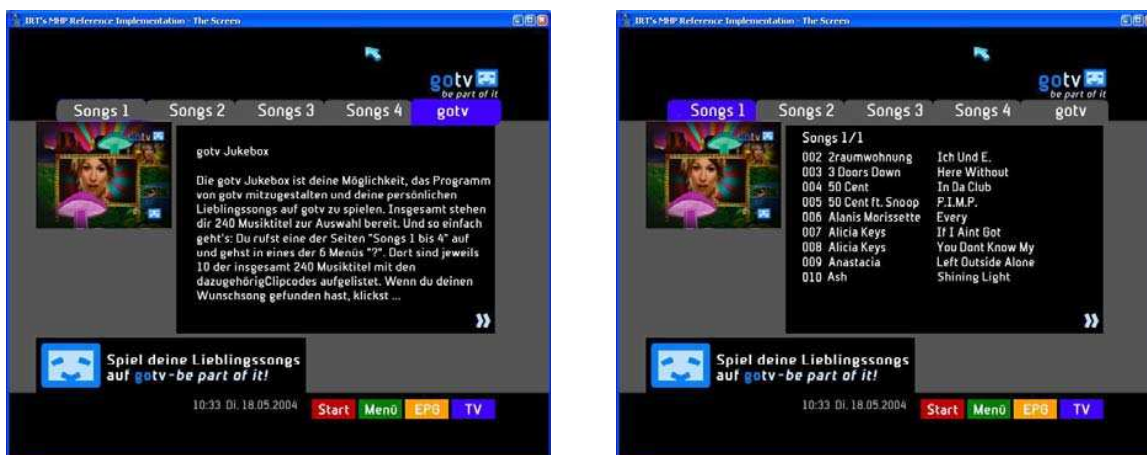 IRT's MHP Reference Implementation - The Screen
gotv
be part of it
Songs 1 Songs 2 Songs 3 Songs 4 gotv
gotv Jukebox
Die gotv Jukebox ist deine Möglichkeit, das Programm
von gotv mitzugestalten und deine persönlichen
Lieblingssongs auf gotv zu spielen. Insgesamt stehen
dir 240 Musiktitel zur Auswahl bereit. Und so einfach
geht's: Du rufst eine der Seiten "Songs 1 bis 4" auf
und gehst in eines der 6 Menüs "?". Dort sind jeweils
10 der insgesamt 240 Musiktitel mit den
dazugehörigClipcodes aufgelistet. Wenn du deinen
Wunschsong gefunden hast, klickst ...
Spiel deine Lieblingssongs
auf gotv-be part of it!
10:33 Di. 18.05.2004 Start Menü EPG TV
IRT's MHP Reference Implementation - The Screen
gotv
be part of it
Songs 1 Songs 2 Songs 3 Songs 4 gotv
Songs 1/1
002 2raumwohnung Ich Und E.
003 3 Doors Down Here Without
004 50 Cent In Da Club
005 50 Cent ft. Snoop P.I.M.P.
006 Alanis Morissette Every
007 Alicia Keys If I Aint Got
008 Alicia Keys You Dont Know My
009 Anastacia Left Outside Alone
010 Ash Shining Light
Spiel deine Lieblingssongs
auf gotv-be part of it!
10:33 Di. 18.05.2004 Start Menü EPG TV